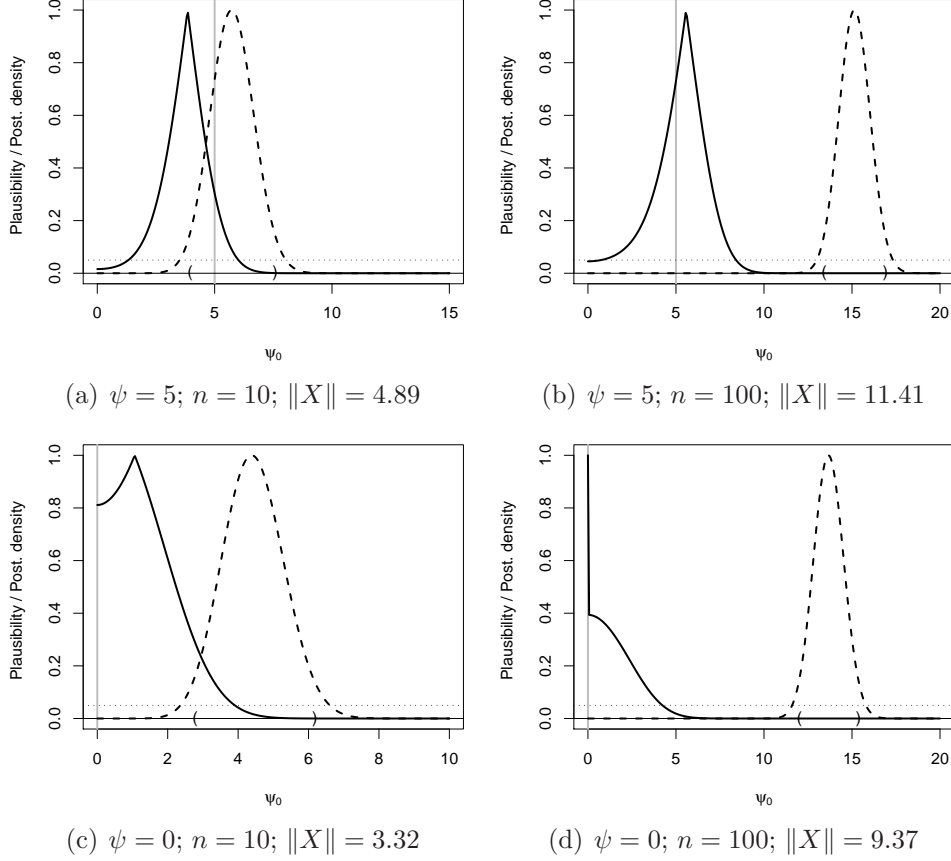 Plausibility / Post. density
0.0 0.2 0.4 0.6 0.8 1.0
( )
0 5 10 15
ψ₀
(a) ψ = 5; n = 10; ‖X‖ = 4.89
Plausibility / Post. density
0.0 0.2 0.4 0.6 0.8 1.0
( )
0 5 10 15 20
ψ₀
(b) ψ = 5; n = 100; ‖X‖ = 11.41
Plausibility / Post. density
0.0 0.2 0.4 0.6 0.8 1.0
( )
0 2 4 6 8 10
ψ₀
(c) ψ = 0; n = 10; ‖X‖ = 3.32
Plausibility / Post. density
0.0 0.2 0.4 0.6 0.8 1.0
( )
0 5 10 15 20
ψ₀
(d) ψ = 0; n = 100; ‖X‖ = 9.37